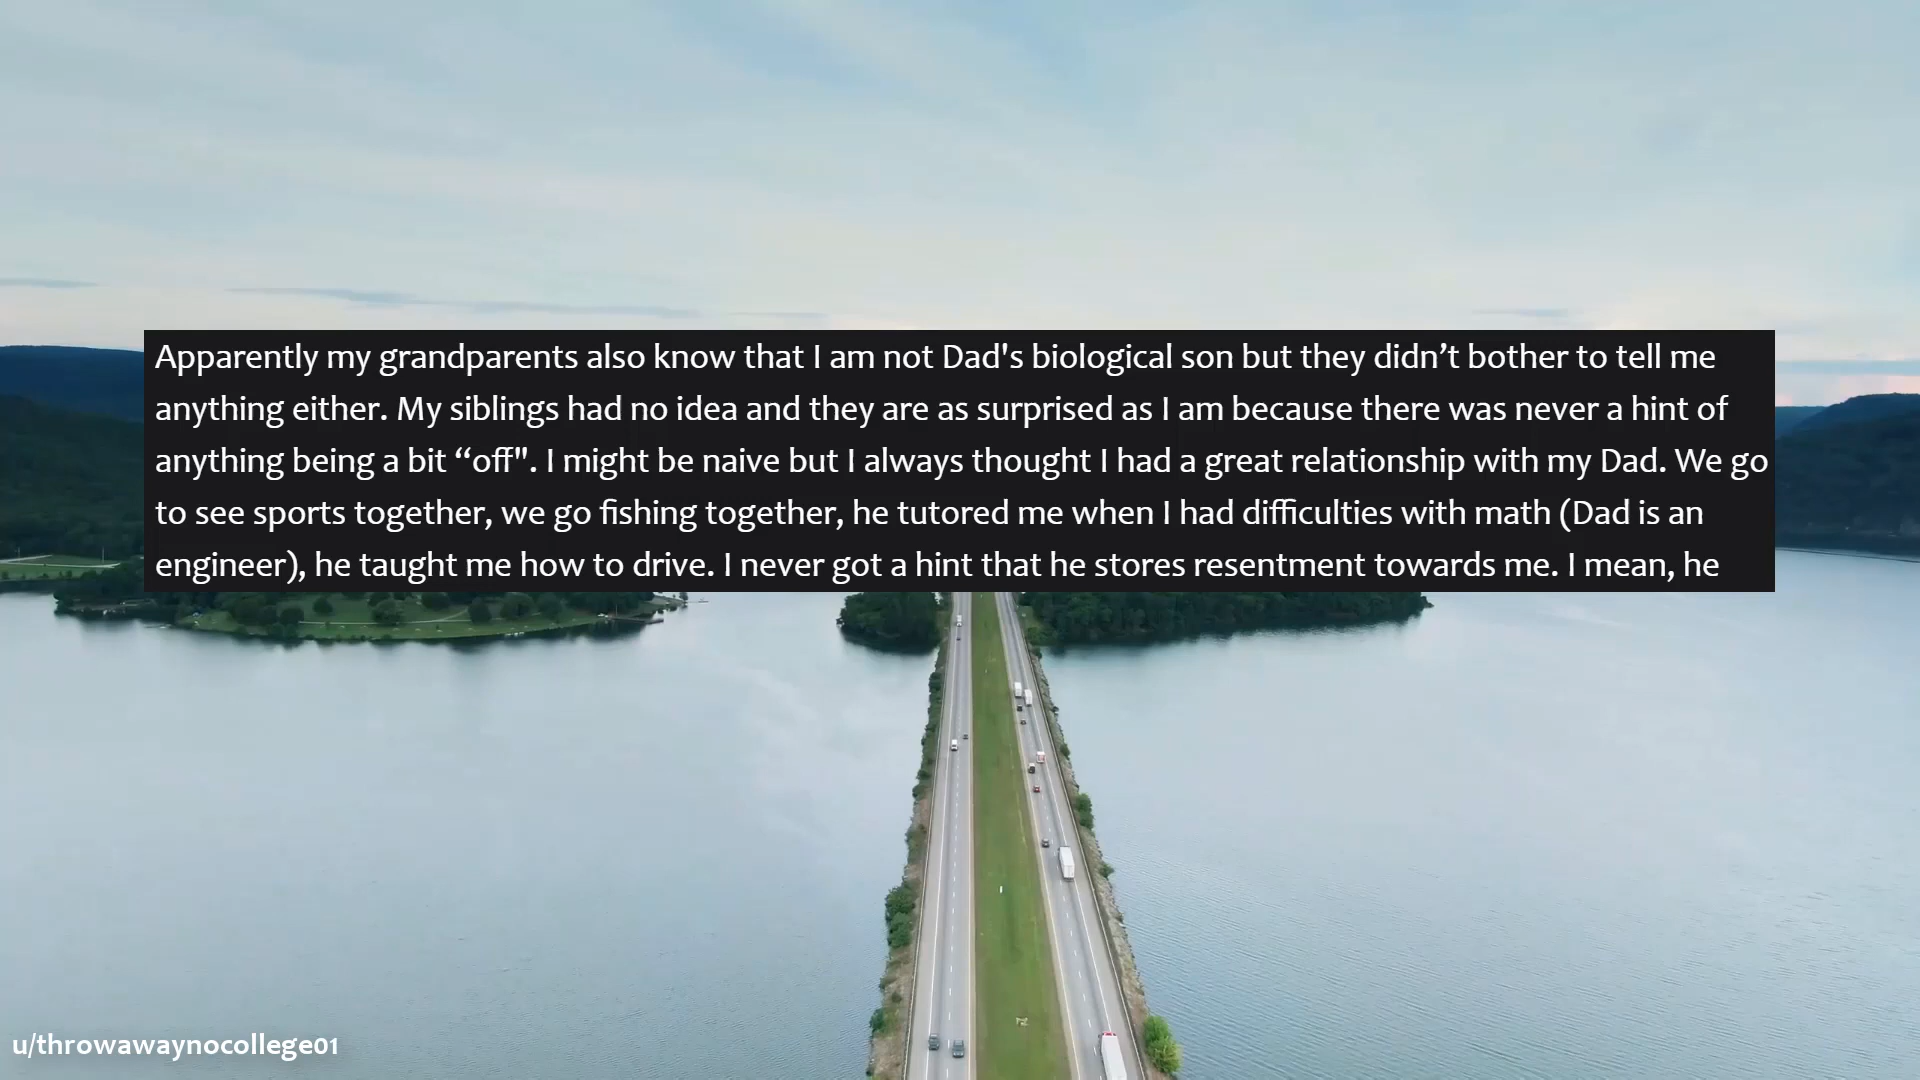 Apparently my grandparents also know that I am not Dad's biological son but they didn’t bother to tell me
anything either. My siblings had no idea and they are as surprised as I am because there was never a hint of
anything being a bit “off". I might be naive but I always thought I had a great relationship with my Dad. We go
to see sports together, we go fishing together, he tutored me when I had difficulties with math (Dad is an
engineer), he taught me how to drive. I never got a hint that he stores resentment towards me. I mean, he
u/throwawaynocollege01